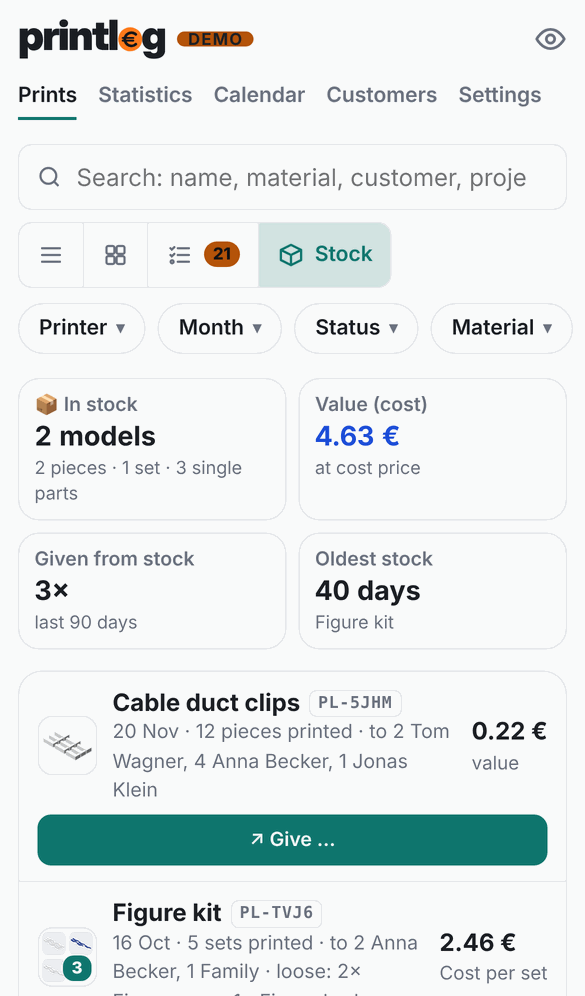 printl€g DEMO
Prints Statistics Calendar Customers Settings
Search: name, material, customer, proje
21 Stock
Printer ▾ Month ▾ Status ▾ Material ▾
📦 In stock
2 models
2 pieces · 1 set · 3 single
parts
Value (cost)
4.63 €
at cost price
Given from stock
3×
last 90 days
Oldest stock
40 days
Figure kit
Cable duct clips PL-5JHM
20 Nov · 12 pieces printed · to 2 Tom
Wagner, 4 Anna Becker, 1 Jonas
Klein
0.22 €
value
↗ Give ...
Figure kit PL-TVJ6
16 Oct · 5 sets printed · to 2 Anna
Becker, 1 Family · loose: 2×
3
2.46 €
Cost per set